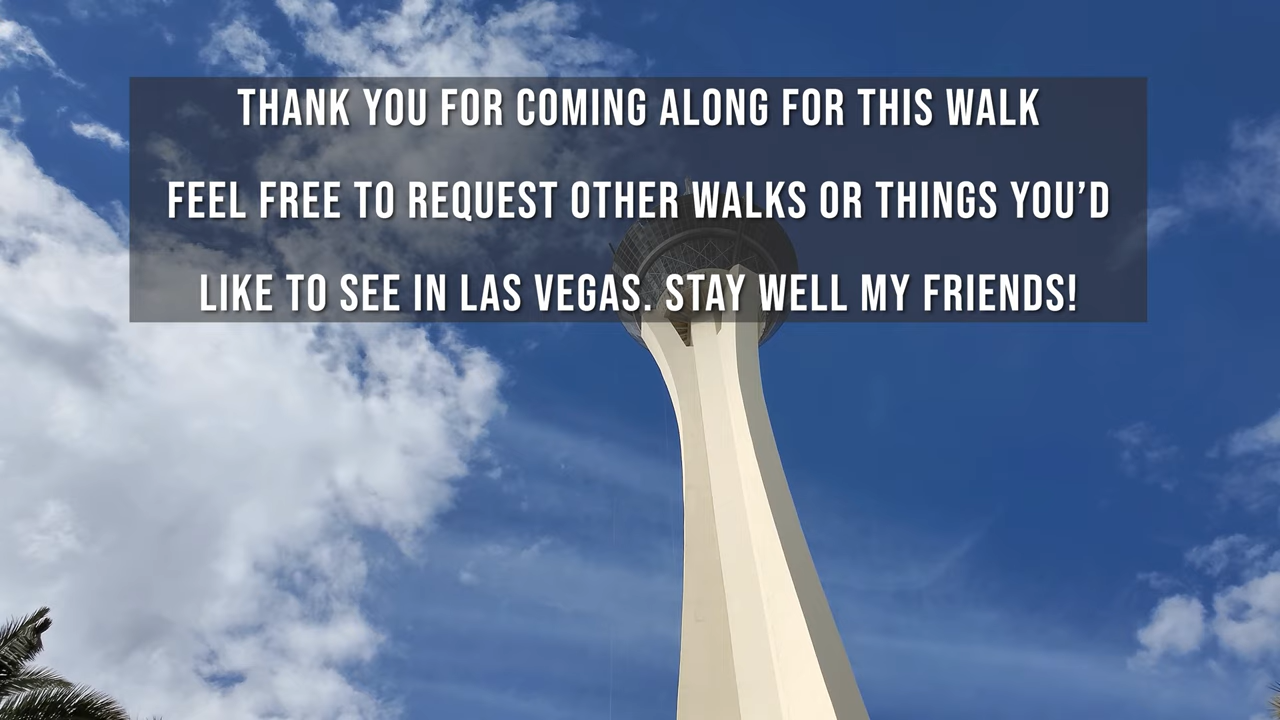 THANK YOU FOR COMING ALONG FOR THIS WALK
FEEL FREE TO REQUEST OTHER WALKS OR THINGS YOU’D
LIKE TO SEE IN LAS VEGAS. STAY WELL MY FRIENDS!